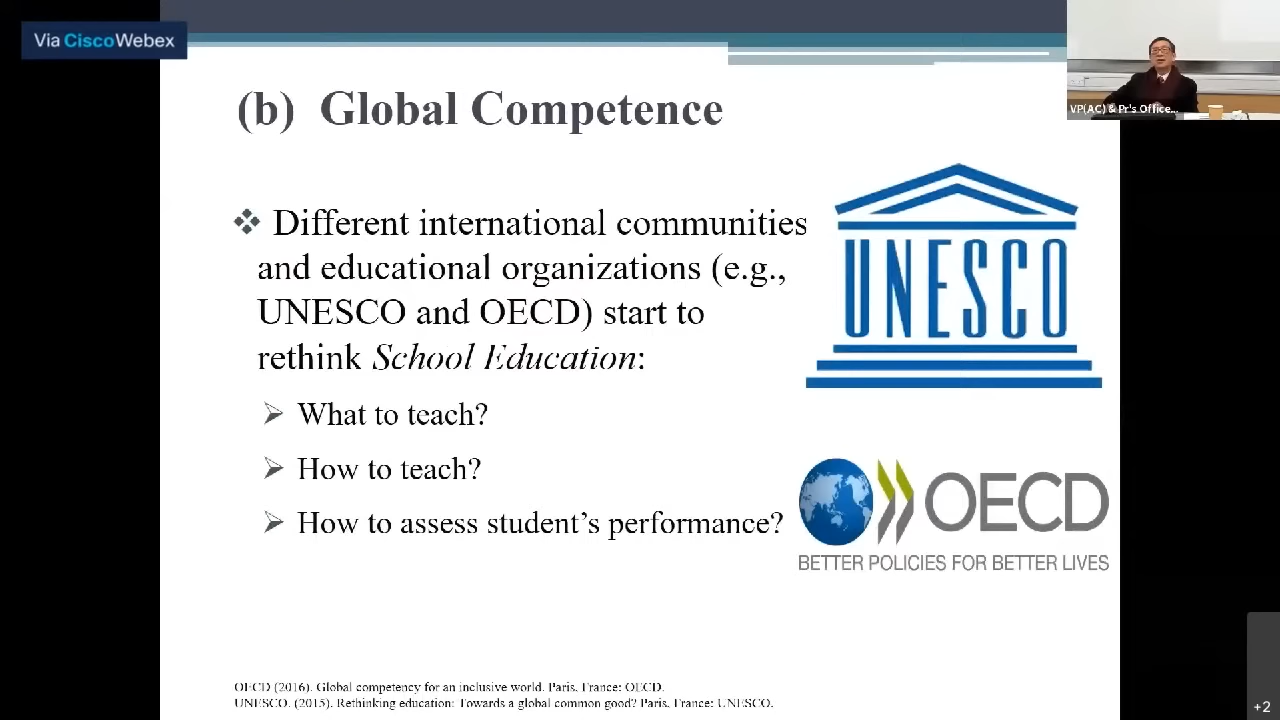 Via CiscoWebex
VP(AC) & Pr's Office...
(b) Global Competence
❖ Different international communities
and educational organizations (e.g.,
UNESCO and OECD) start to
rethink School Education:
➢ What to teach?
➢ How to teach?
➢ How to assess student's performance?
UNESCO
OECD
BETTER POLICIES FOR BETTER LIVES
OECD (2016). Global competency for an inclusive world. Paris, France: OECD.
UNESCO. (2015). Rethinking education: Towards a global common good? Paris, France: UNESCO.
+2